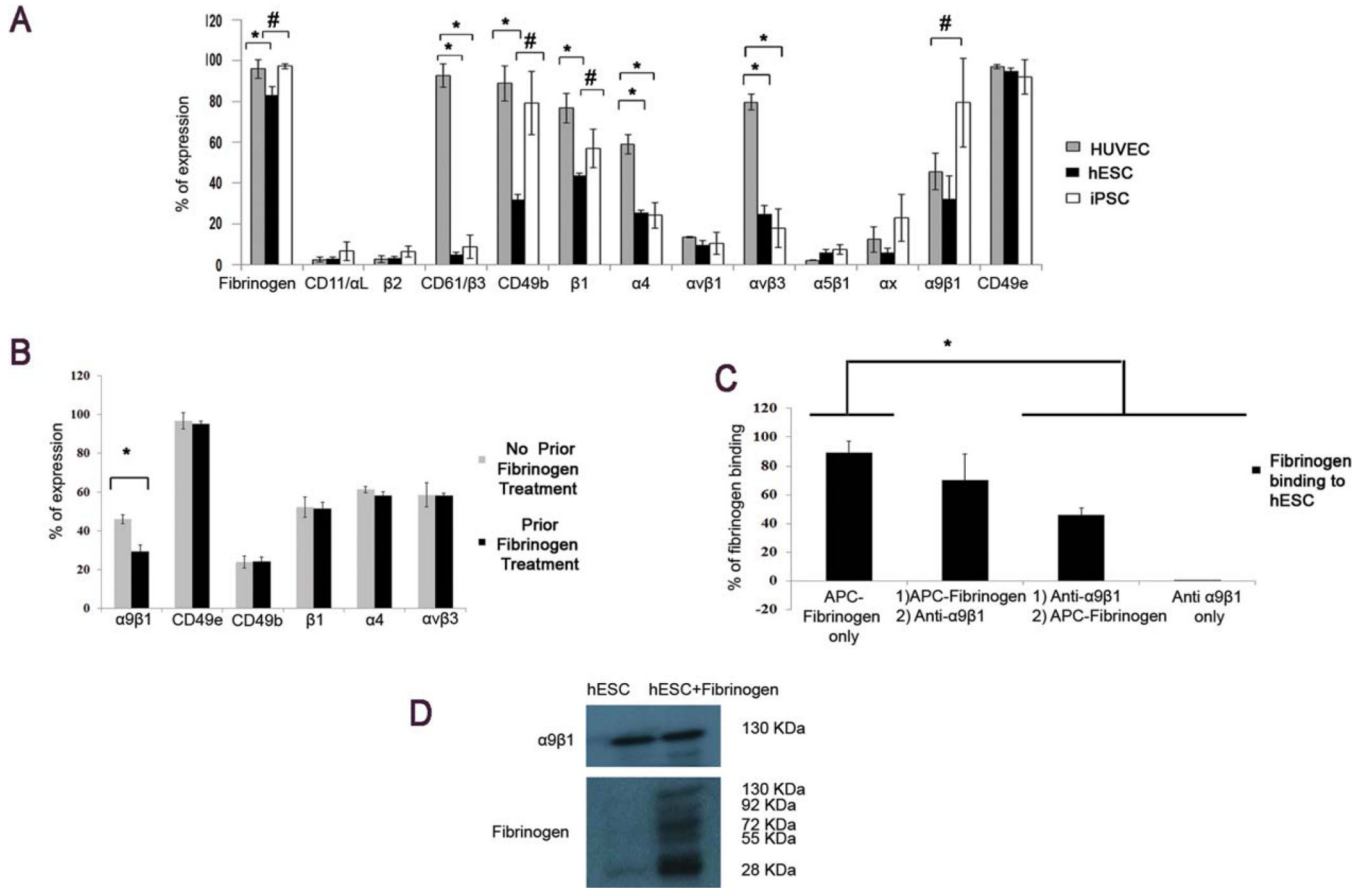 A
120
100
80
60
40
20
0
% of expression
* # * * * # * # * * * * #
Fibrinogen CD11/αL β2 CD61/β3 CD49b β1 α4 αvβ1 αvβ3 α5β1 αx α9β1 CD49e
HUVEC
hESC
iPSC
B
120
100
80
60
40
20
0
% of expression
*
α9β1 CD49e CD49b β1 α4 αvβ3
No Prior
Fibrinogen
Treatment
Prior
Fibrinogen
Treatment
C
*
120
100
80
60
40
20
0
-20
% of fibrinogen binding
APC-
Fibrinogen
only
1)APC-Fibrinogen
2) Anti-α9β1
1) Anti-α9β1
2) APC-Fibrinogen
Anti α9β1
only
Fibrinogen
binding to
hESC
D
hESC hESC+Fibrinogen
α9β1
130 KDa
Fibrinogen
130 KDa
92 KDa
72 KDa
55 KDa
28 KDa